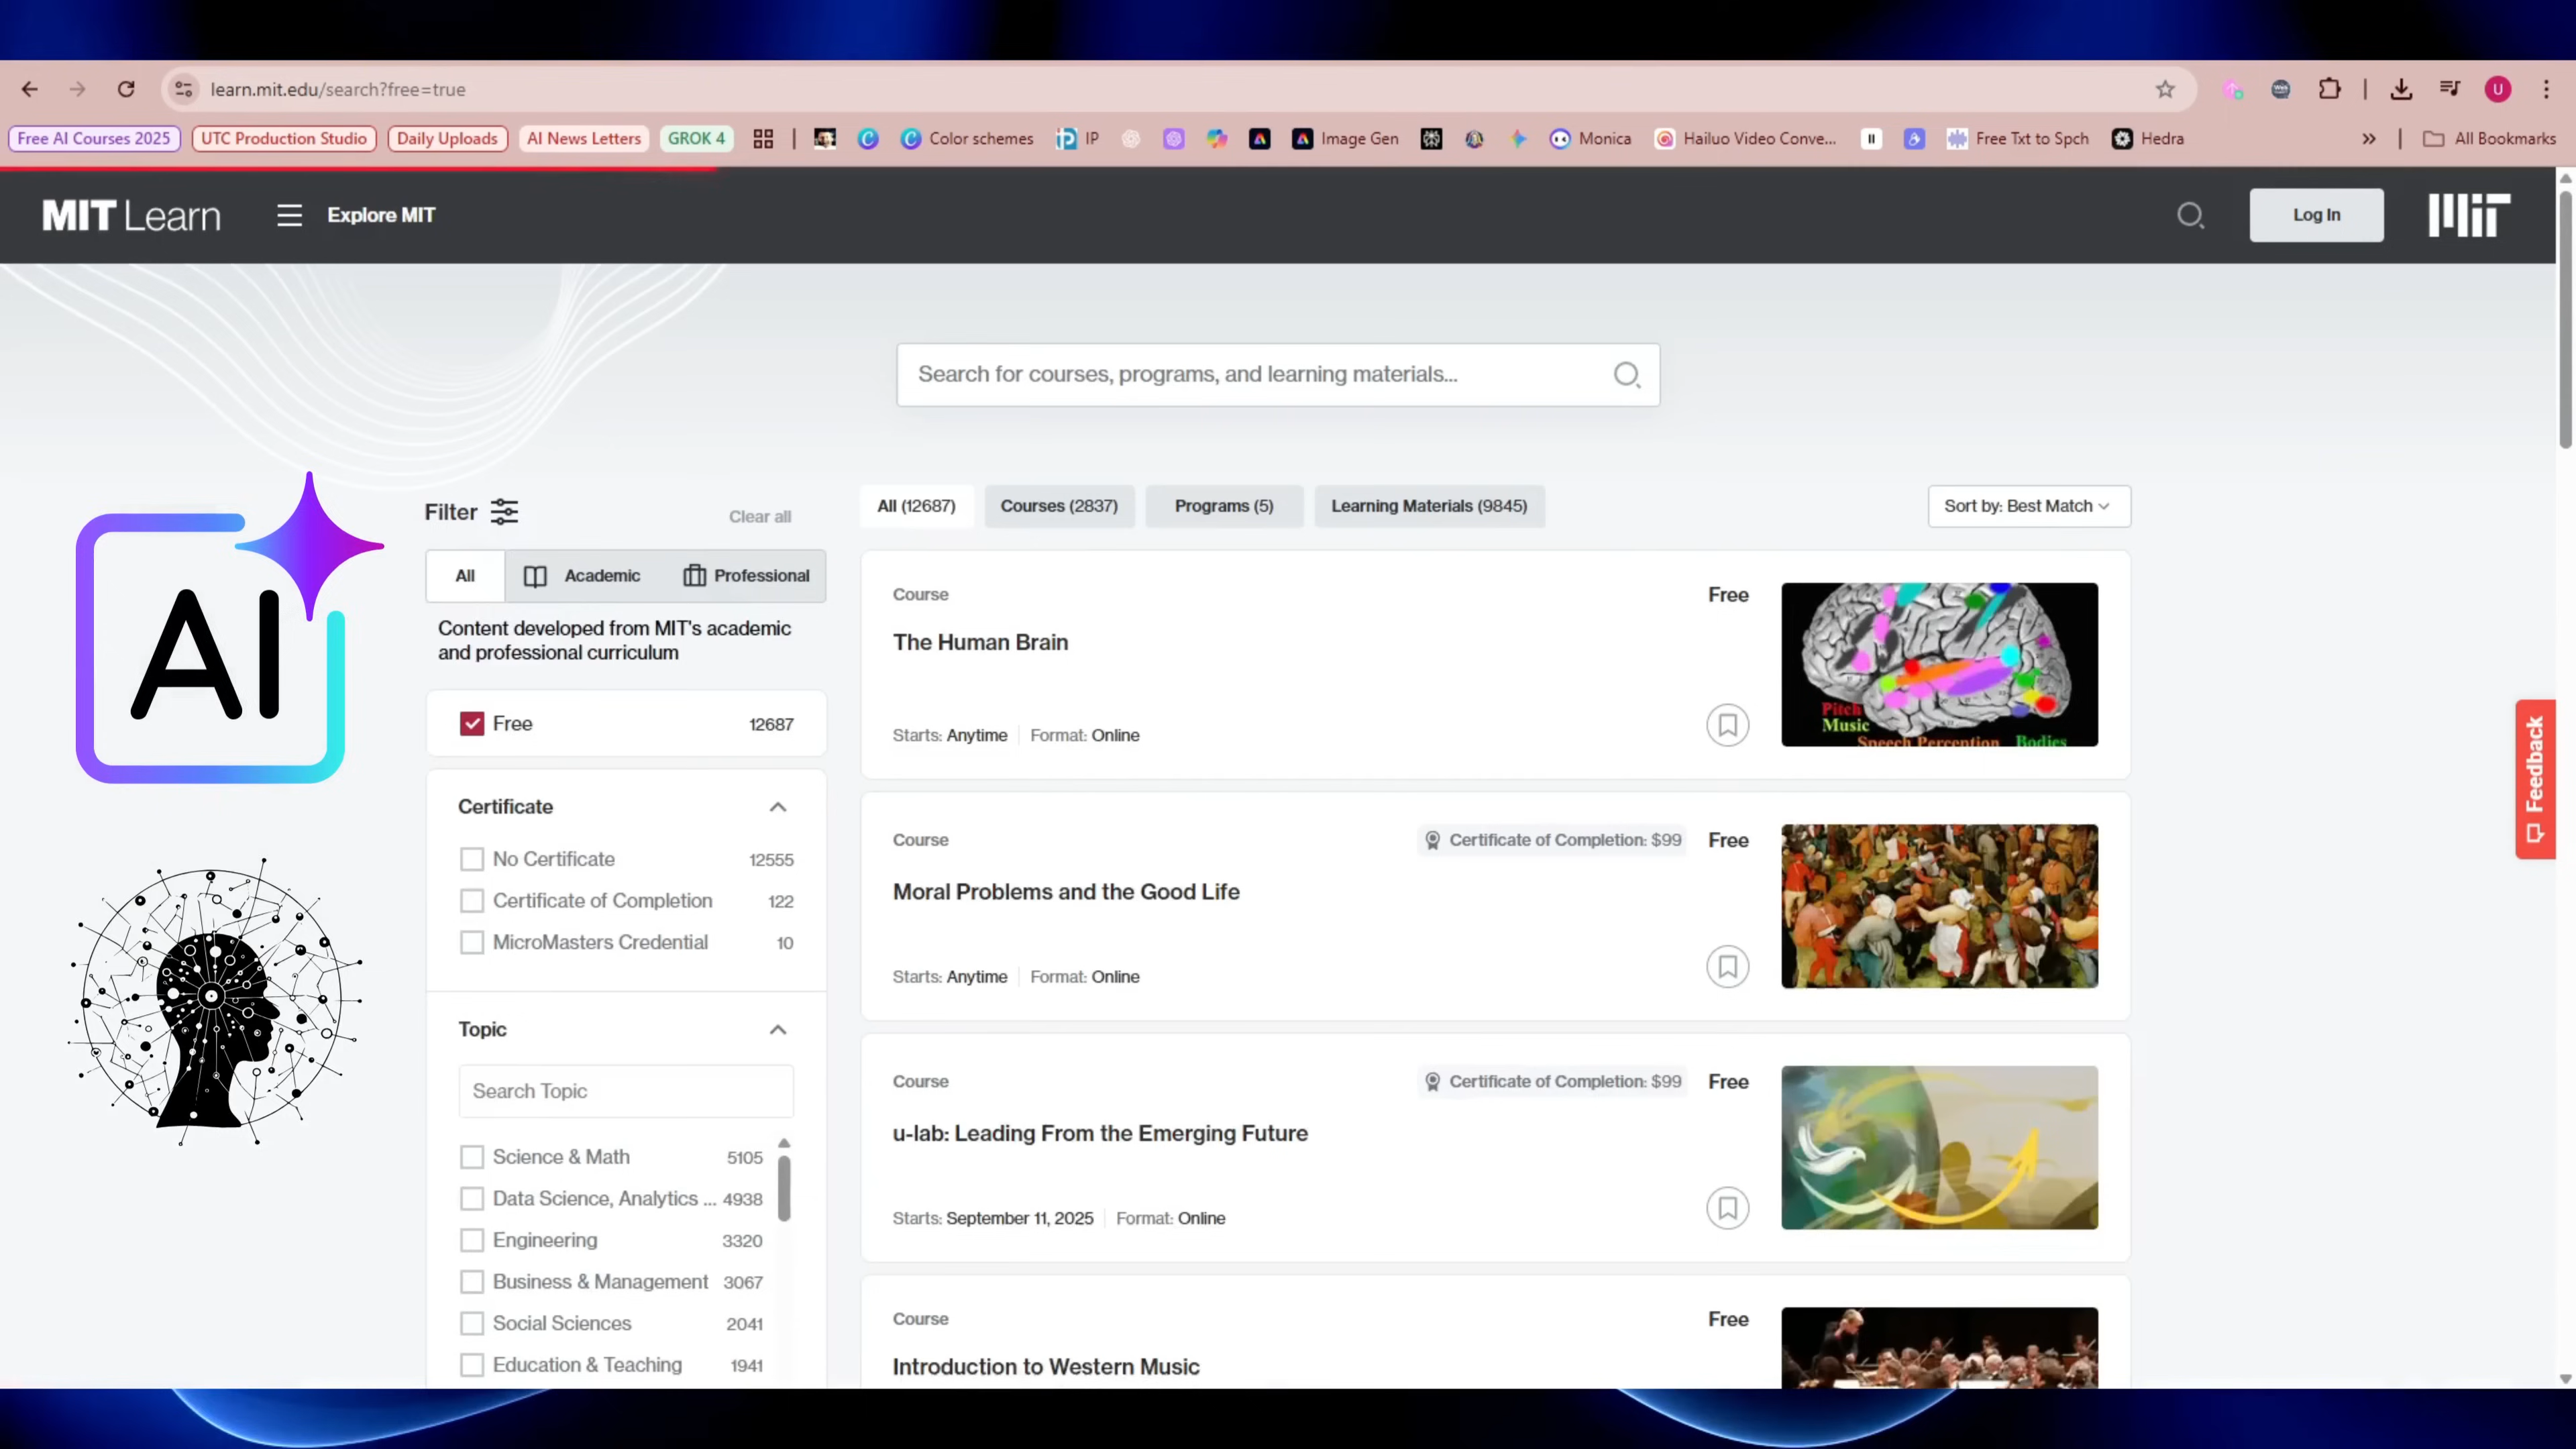 learn.mit.edu/search?free=true
Free AI Courses 2025
UTC Production Studio
Daily Uploads
AI News Letters
GROK 4
Color schemes
IP
Image Gen
Monica
Hailuo Video Conve...
Free Txt to Spch
Hedra
All Bookmarks
U
MIT Learn
Explore MIT
Log In
MIT
Search for courses, programs, and learning materials...
AI
Filter
Clear all
All
Academic
Professional
Content developed from MIT's academic
and professional curriculum
Free 12687
Certificate
No Certificate 12555
Certificate of Completion 122
MicroMasters Credential 10
Topic
Search Topic
Science & Math 5105
Data Science, Analytics ... 4938
Engineering 3320
Business & Management 3067
Social Sciences 2041
Education & Teaching 1941
All (12687)
Courses (2837)
Programs (5)
Learning Materials (9845)
Sort by: Best Match
Course
Free
The Human Brain
Starts: Anytime
Format: Online
Pitch
Music
Speech Perception Bodies
Course
Certificate of Completion: $99
Free
Moral Problems and the Good Life
Starts: Anytime
Format: Online
Course
Certificate of Completion: $99
Free
u-lab: Leading From the Emerging Future
Starts: September 11, 2025
Format: Online
Course
Free
Introduction to Western Music
Feedback